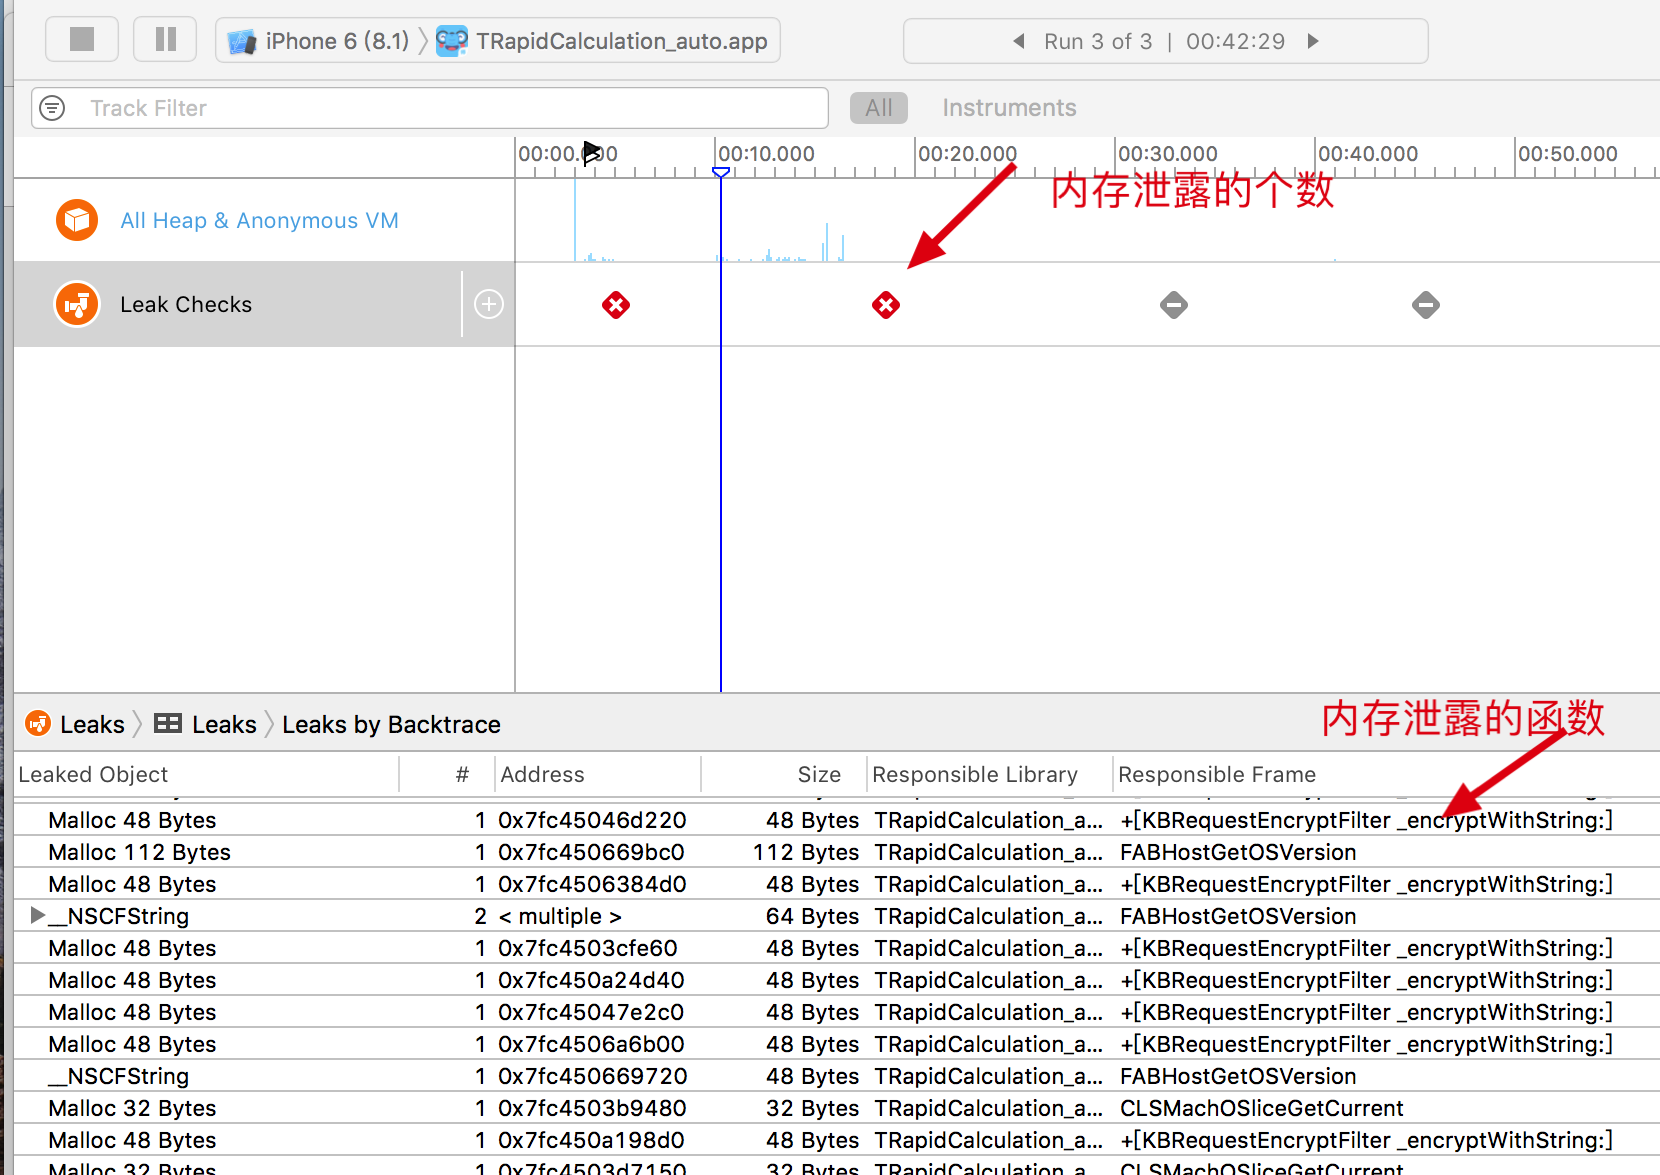 iPhone 6 (8.1) TRapidCalculation_auto.app Run 3 of 3 | 00:42:29
Track Filter All Instruments
00:00.000 00:10.000 00:20.000 00:30.000 00:40.000 00:50.000
内存泄露的个数
All Heap & Anonymous VM
Leak Checks
内存泄露的函数
Leaks Leaks Leaks by Backtrace
Leaked Object # Address Size Responsible Library Responsible Frame
Malloc 48 Bytes 1 0x7fc45046d220 48 Bytes TRapidCalculation_a... +[KBRequestEncryptFilter _encryptWithString:]
Malloc 112 Bytes 1 0x7fc450669bc0 112 Bytes TRapidCalculation_a... FABHostGetOSVersion
Malloc 48 Bytes 1 0x7fc4506384d0 48 Bytes TRapidCalculation_a... +[KBRequestEncryptFilter _encryptWithString:]
__NSCFString 2 < multiple > 64 Bytes TRapidCalculation_a... FABHostGetOSVersion
Malloc 48 Bytes 1 0x7fc4503cfe60 48 Bytes TRapidCalculation_a... +[KBRequestEncryptFilter _encryptWithString:]
Malloc 48 Bytes 1 0x7fc450a24d40 48 Bytes TRapidCalculation_a... +[KBRequestEncryptFilter _encryptWithString:]
Malloc 48 Bytes 1 0x7fc45047e2c0 48 Bytes TRapidCalculation_a... +[KBRequestEncryptFilter _encryptWithString:]
Malloc 48 Bytes 1 0x7fc4506a6b00 48 Bytes TRapidCalculation_a... +[KBRequestEncryptFilter _encryptWithString:]
__NSCFString 1 0x7fc450669720 48 Bytes TRapidCalculation_a... FABHostGetOSVersion
Malloc 32 Bytes 1 0x7fc4503b9480 32 Bytes TRapidCalculation_a... CLSMachOSliceGetCurrent
Malloc 48 Bytes 1 0x7fc450a198d0 48 Bytes TRapidCalculation_a... +[KBRequestEncryptFilter _encryptWithString:]
Malloc 32 Bytes 1 0x7fc4503d7150 32 Bytes TRapidCalculation_a... CLSMachOSliceGetCurrent